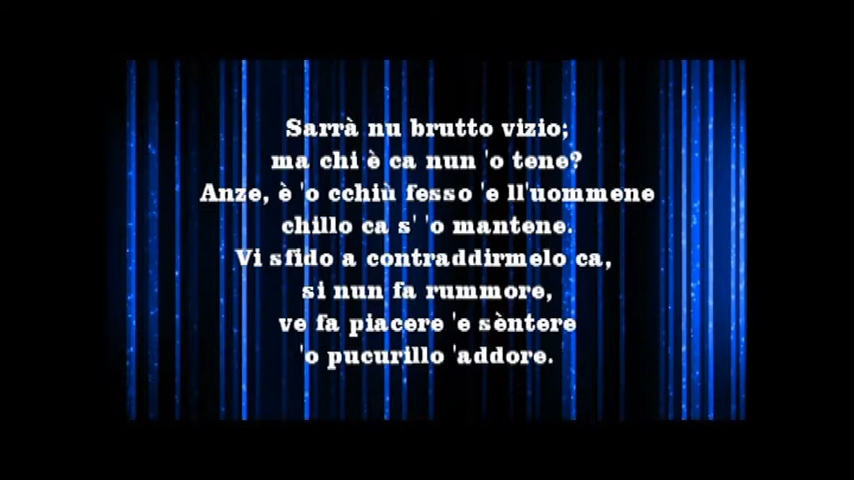 Sarrà nu brutto vizio;
ma chi è ca nun 'o tene?
Anze, è 'o cchiù fesso 'e ll'uommene
chillo ca s' 'o mantene.
Vi sfido a contraddirmelo ca,
si nun fa rummore,
ve fa piacere 'e sèntere
'o pucurillo 'addore.